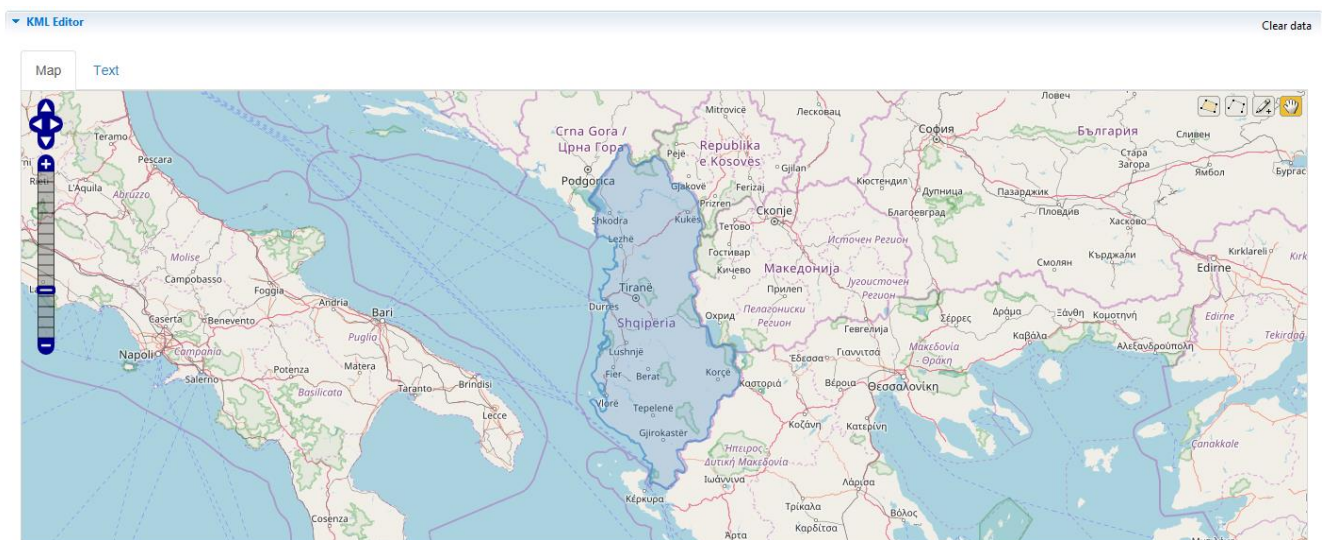 KML Editor
Clear data
Map
Text
Teramo
Pescara
L'Aquila
Abruzzo
Molise
Campobasso
Foggia
Andria
Bari
Caserta
Benevento
Puglia
Napoli
Campania
Salerno
Potenza
Matera
Basilicata
Taranto
Brindisi
Lecce
Cosenza
Crna Gora /
Црна Гора
Podgorica
Mitrovicë
Лесковац
Pejë
Republika
e Kosovës
Gjilan
Gjakovë
Ferizaj
Prizren
Shkodra
Kukës
Lezhë
Скопје
Тетово
Гостивар
Кичево
Македонија
Источен Регион
Југоисточен
Регион
Прилеп
Пелагониски
Регион
Охрид
Гевгелија
Tiranë
Durrës
Shqipëria
Lushnjë
Fier
Berat
Korçë
Vlorë
Tepelenë
Gjirokastër
Ловеч
София
България
Сливен
Стара
Загора
Ямбол
Бургас
Кюстендил
Дупница
Пазарджик
Благоевград
Пловдив
Хасково
Смолян
Кърджали
Kırklareli
Edirne
Edirne
Tekirdağ
Σέρρες
Δράμα
Ξάνθη
Κομοτηνή
Καβάλα
Αλεξανδρούπολη
Μακεδονία
- Θράκη
Έδεσσα
Γιαννιτσά
Καστοριά
Βέροια
Θεσσαλονίκη
Κοζάνη
Κατερίνη
Ήπειρος -
Δυτική Μακεδονία
Ιωάννινα
Κέρκυρα
Λάρισα
Τρίκαλα
Βόλος
Καρδίτσα
Άρτα
Çanakkale